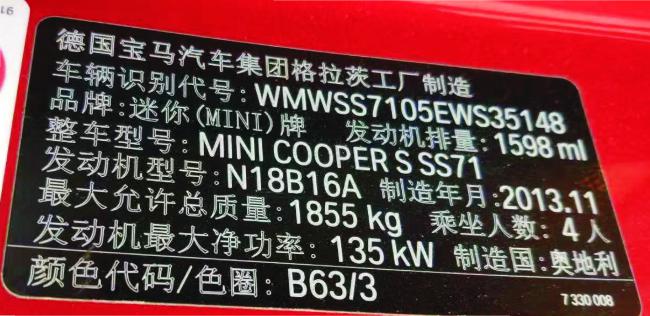 德国宝马汽车集团格拉茨工厂制造
车辆识别代号:WMWSS7105EWS35148
品牌:迷你(MINI)牌 发动机排量:1598 ml
整车型号:MINI COOPER S SS71
发动机型号:N18B16A 制造年月:2013.11
最大允许总质量:1855 kg 乘坐人数:4人
发动机最大净功率:135 kW 制造国:奥地利
颜色代码/色圈:B63/3
7 330 008